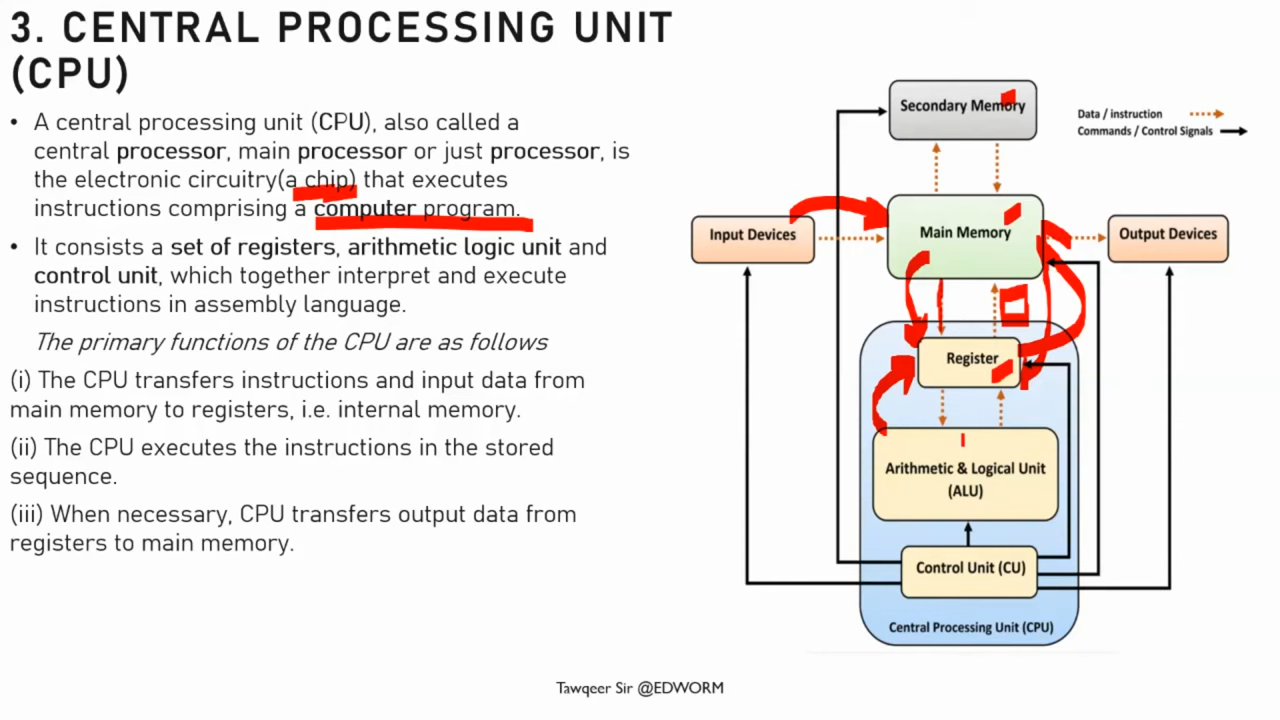 3. CENTRAL PROCESSING UNIT
(CPU)
• A central processing unit (CPU), also called a
central processor, main processor or just processor, is
the electronic circuitry(a chip) that executes
instructions comprising a computer program.
• It consists a set of registers, arithmetic logic unit and
control unit, which together interpret and execute
instructions in assembly language.
The primary functions of the CPU are as follows
(i) The CPU transfers instructions and input data from
main memory to registers, i.e. internal memory.
(ii) The CPU executes the instructions in the stored
sequence.
(iii) When necessary, CPU transfers output data from
registers to main memory.
Secondary Memory
Data / instruction
Commands / Control Signals
Input Devices
Main Memory
Output Devices
Register
Arithmetic & Logical Unit
(ALU)
Control Unit (CU)
Central Processing Unit (CPU)
Tawqeer Sir @EDWORM